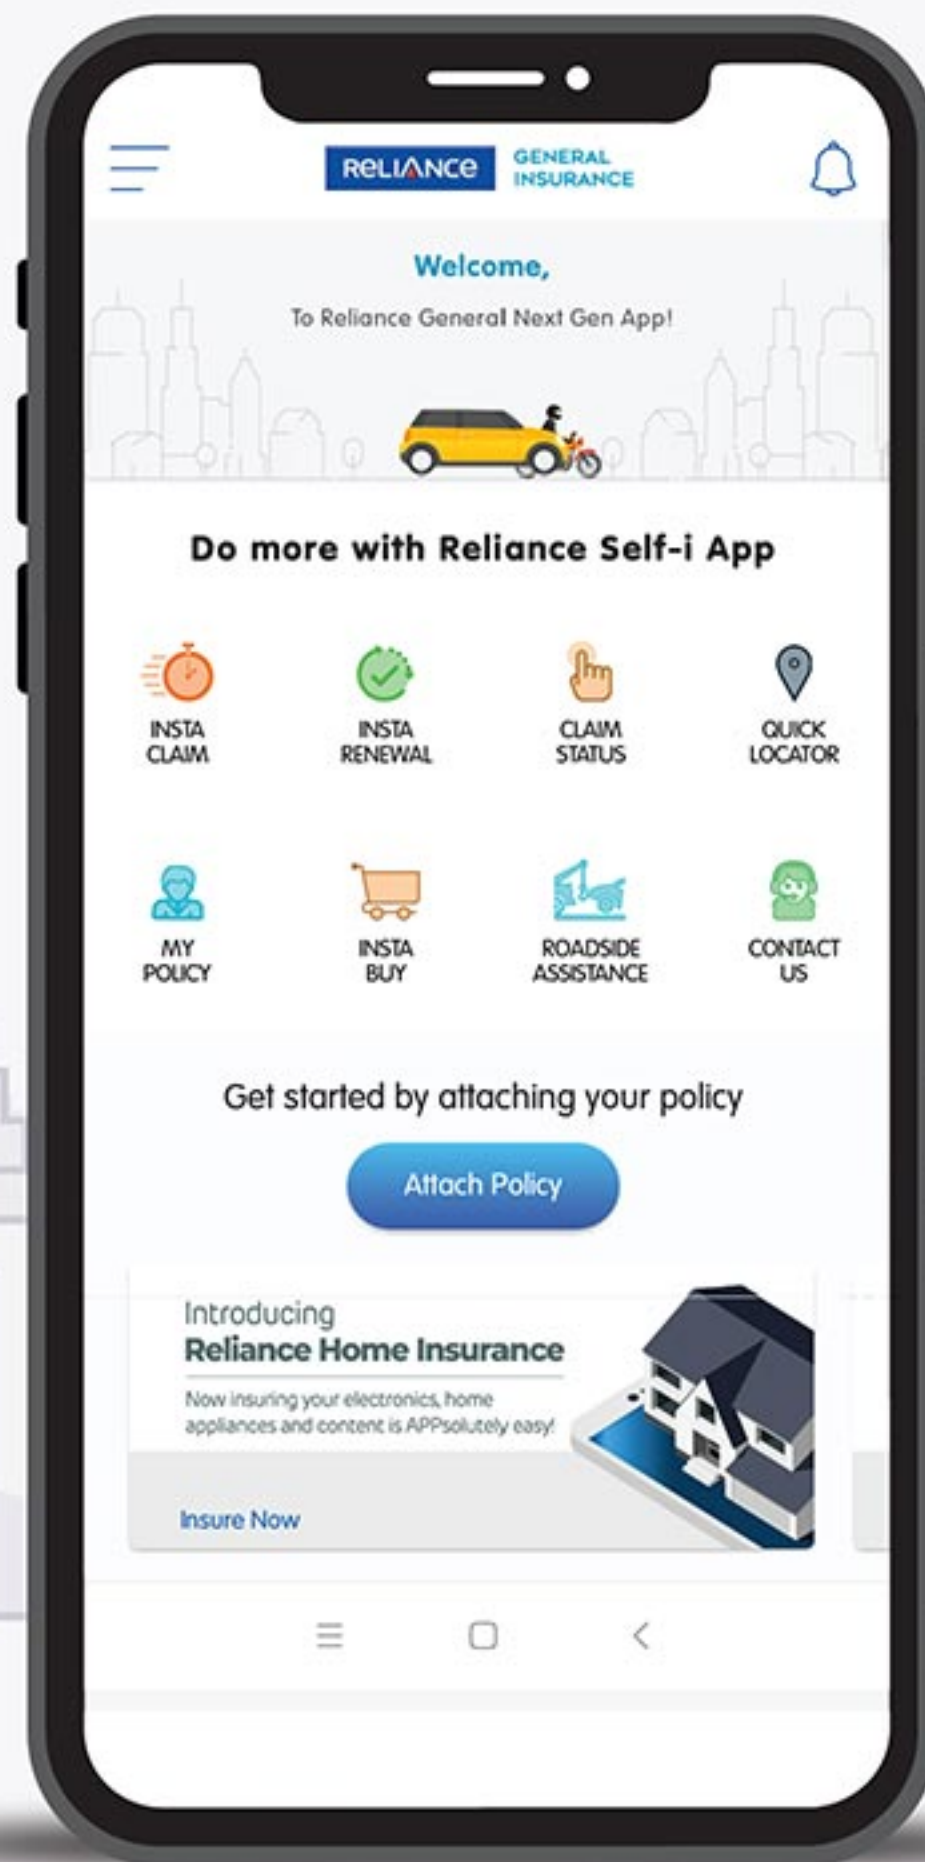 RELIANCE GENERAL
INSURANCE
Welcome,
To Reliance General Next Gen App!
Do more with Reliance Self-i App
INSTA
CLAIM
INSTA
RENEWAL
CLAIM
STATUS
QUICK
LOCATOR
MY
POLICY
INSTA
BUY
ROADSIDE
ASSISTANCE
CONTACT
US
Get started by attaching your policy
Attach Policy
Introducing
Reliance Home Insurance
Now insuring your electronics, home
appliances and content is APPsolutely easy!
Insure Now